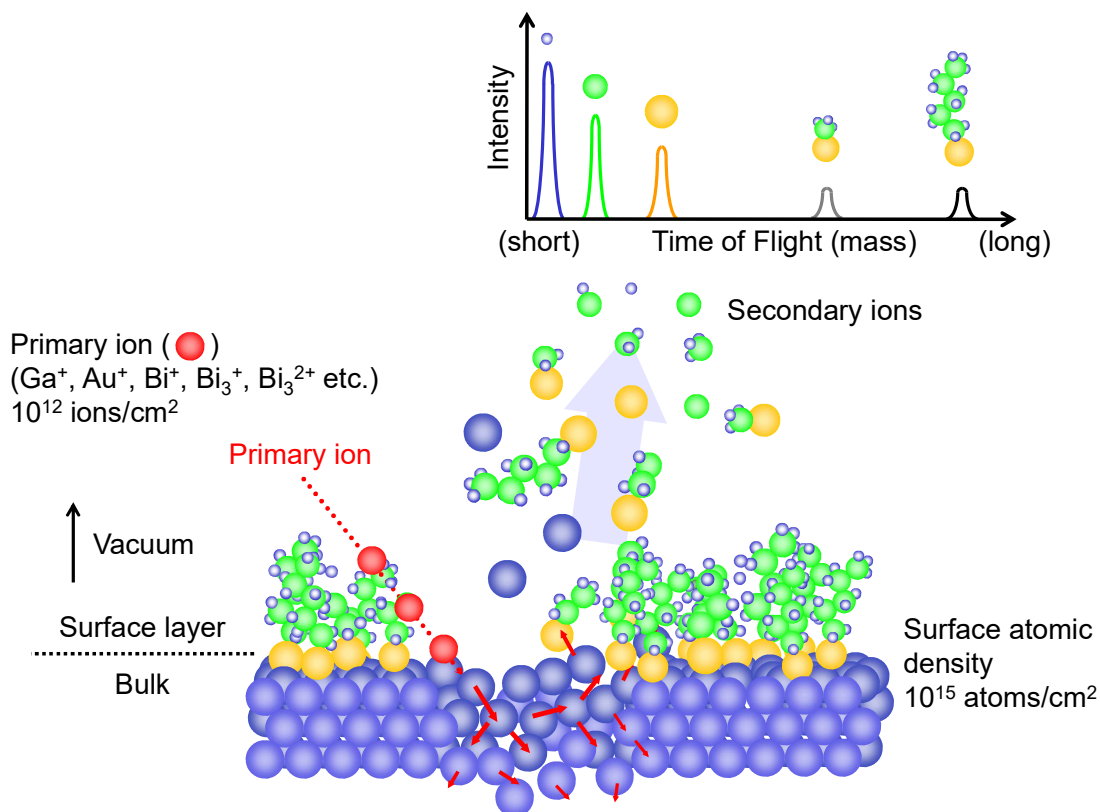 Intensity
(short)
Time of Flight (mass)
(long)
Secondary ions
Primary ion ( )
(Ga⁺, Au⁺, Bi⁺, Bi₃⁺, Bi₃²⁺ etc.)
10¹² ions/cm²
Primary ion
Vacuum
Surface layer
Bulk
Surface atomic
density
10¹⁵ atoms/cm²